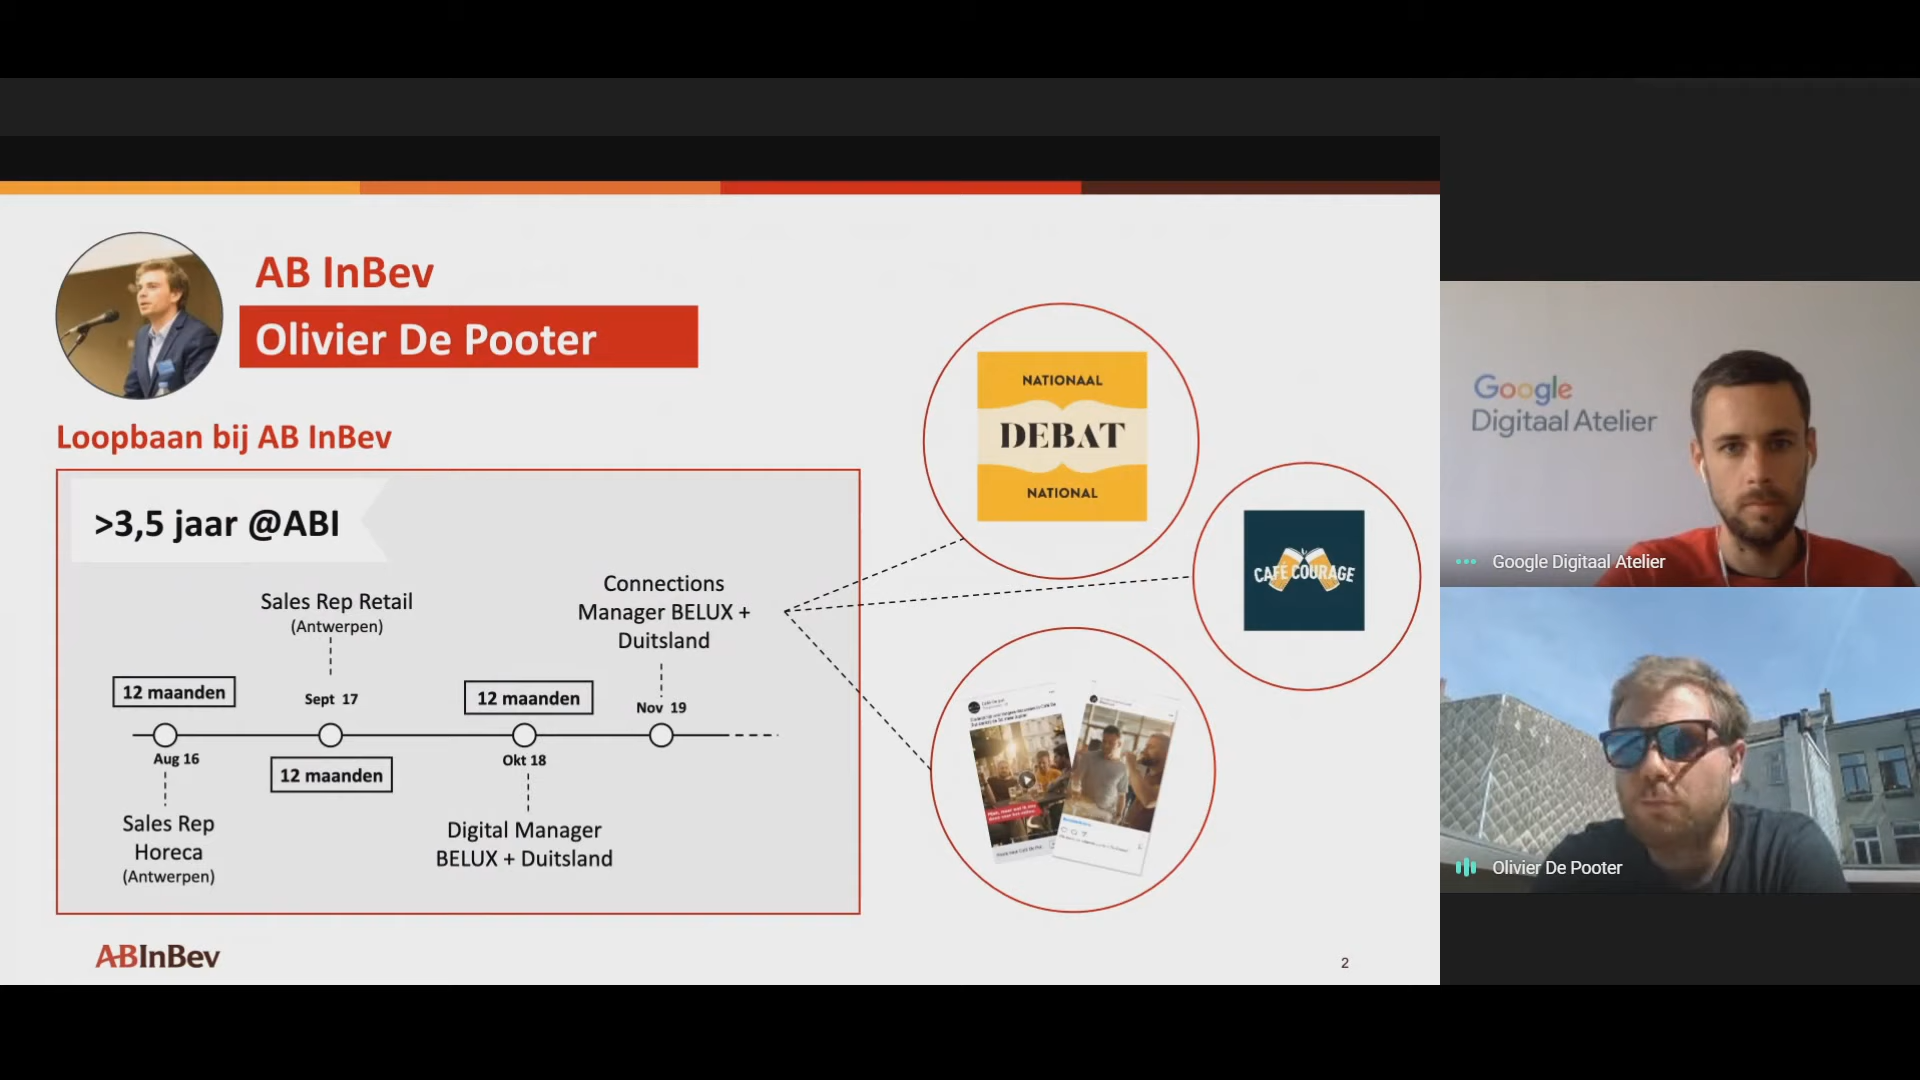 AB InBev
Olivier De Pooter
Loopbaan bij AB InBev
>3,5 jaar @ABI
Sales Rep Retail
(Antwerpen)
Connections
Manager BELUX +
Duitsland
12 maanden
Sept 17
12 maanden
Nov 19
Aug 16
12 maanden
Okt 18
Sales Rep
Horeca
(Antwerpen)
Digital Manager
BELUX + Duitsland
NATIONAAL
DEBAT
NATIONAL
CAFÉ COURAGE
ABInBev
2
Google
Digitaal Atelier
Google Digitaal Atelier
Olivier De Pooter